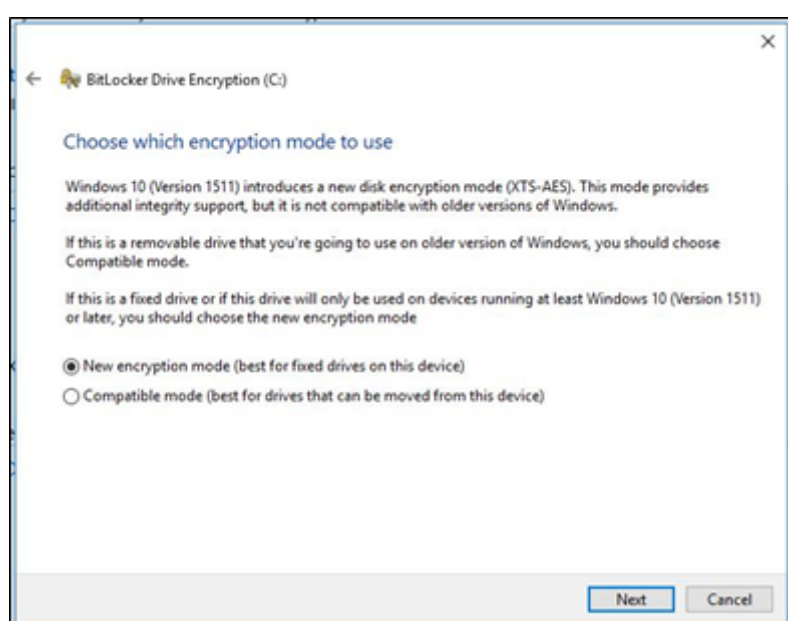 BitLocker Drive Encryption (C:)
Choose which encryption mode to use
Windows 10 (Version 1511) introduces a new disk encryption mode (XTS-AES). This mode provides
additional integrity support, but it is not compatible with older versions of Windows.
If this is a removable drive that you're going to use on older version of Windows, you should choose
Compatible mode.
If this is a fixed drive or if this drive will only be used on devices running at least Windows 10 (Version 1511)
or later, you should choose the new encryption mode
New encryption mode (best for fixed drives on this device)
Compatible mode (best for drives that can be moved from this device)
Next Cancel